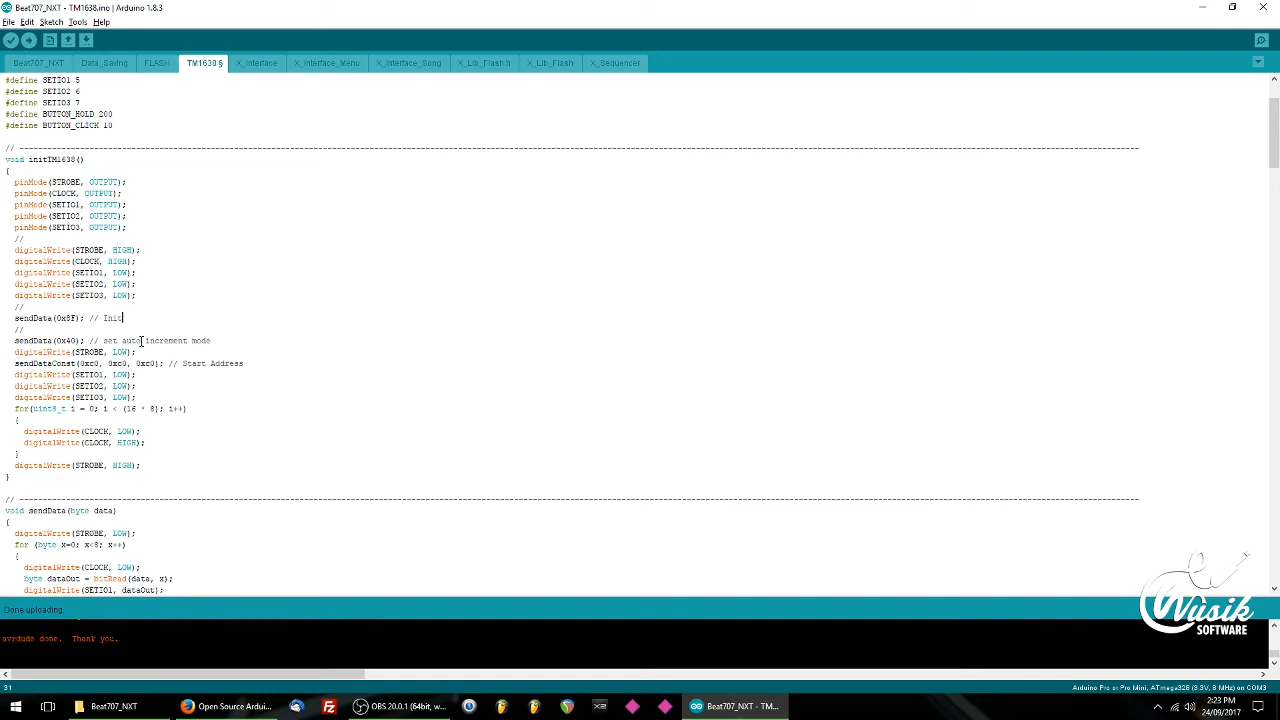 Beat707_NXT - TM1638.ino | Arduino 1.8.3
File Edit Sketch Tools Help
Beat707_NXT Data_Saving FLASH TM1638 § X_Interface X_Interface_Menu X_Interface_Song X_Lib_Flash.h X_Lib_Flash X_Sequencer
#define SETIO1 5
#define SETIO2 6
#define SETIO3 7
#define BUTTON_HOLD 200
#define BUTTON_CLICK 10
// ----------------------------------------------------------------
void initTM1638()
{
pinMode(STROBE, OUTPUT);
pinMode(CLOCK, OUTPUT);
pinMode(SETIO1, OUTPUT);
pinMode(SETIO2, OUTPUT);
pinMode(SETIO3, OUTPUT);
//
digitalWrite(STROBE, HIGH);
digitalWrite(CLOCK, HIGH);
digitalWrite(SETIO1, LOW);
digitalWrite(SETIO2, LOW);
digitalWrite(SETIO3, LOW);
//
sendData(0x8F); // Init
//
sendData(0x40); // set auto increment mode
digitalWrite(STROBE, LOW);
sendDataConst(0xc0, 0xc0, 0xc0); // Start Address
digitalWrite(SETIO1, LOW);
digitalWrite(SETIO2, LOW);
digitalWrite(SETIO3, LOW);
for(uint8_t i = 0; i < (16 * 8); i++)
{
digitalWrite(CLOCK, LOW);
digitalWrite(CLOCK, HIGH);
}
digitalWrite(STROBE, HIGH);
}
// ----------------------------------------------------------------
void sendData(byte data)
{
digitalWrite(STROBE, LOW);
for (byte x=0; x<8; x++)
{
digitalWrite(CLOCK, LOW);
byte dataOut = bitRead(data, x);
digitalWrite(SETIO1, dataOut);
Wusik
SOFTWARE
Done uploading.
avrdude done. Thank you.
31 Arduino Pro or Pro Mini, ATmega328 (3.3V, 8 MHz) on COM3
Beat707_NXT Open Source Ardui... OBS 20.0.1 (64bit, w... Beat707_NXT - TM... 2:23 PM
24/09/2017